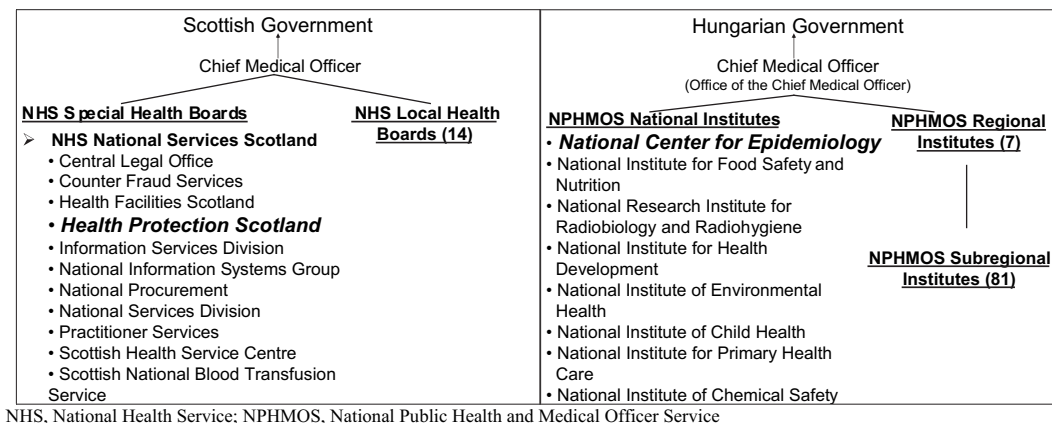 Scottish Government
Chief Medical Officer
NHS Special Health Boards
NHS Local Health
Boards (14)
➢ NHS National Services Scotland
• Central Legal Office
• Counter Fraud Services
• Health Facilities Scotland
• Health Protection Scotland
• Information Services Division
• National Information Systems Group
• National Procurement
• National Services Division
• Practitioner Services
• Scottish Health Service Centre
• Scottish National Blood Transfusion
Service
Hungarian Government
Chief Medical Officer
(Office of the Chief Medical Officer)
NPHMOS National Institutes
• National Center for Epidemiology
• National Institute for Food Safety and
Nutrition
• National Research Institute for
Radiobiology and Radiohygiene
• National Institute for Health
Development
• National Institute of Environmental
Health
• National Institute of Child Health
• National Institute for Primary Health
Care
• National Institute of Chemical Safety
NPHMOS Regional
Institutes (7)
NPHMOS Subregional
Institutes (81)
NHS, National Health Service; NPHMOS, National Public Health and Medical Officer Service